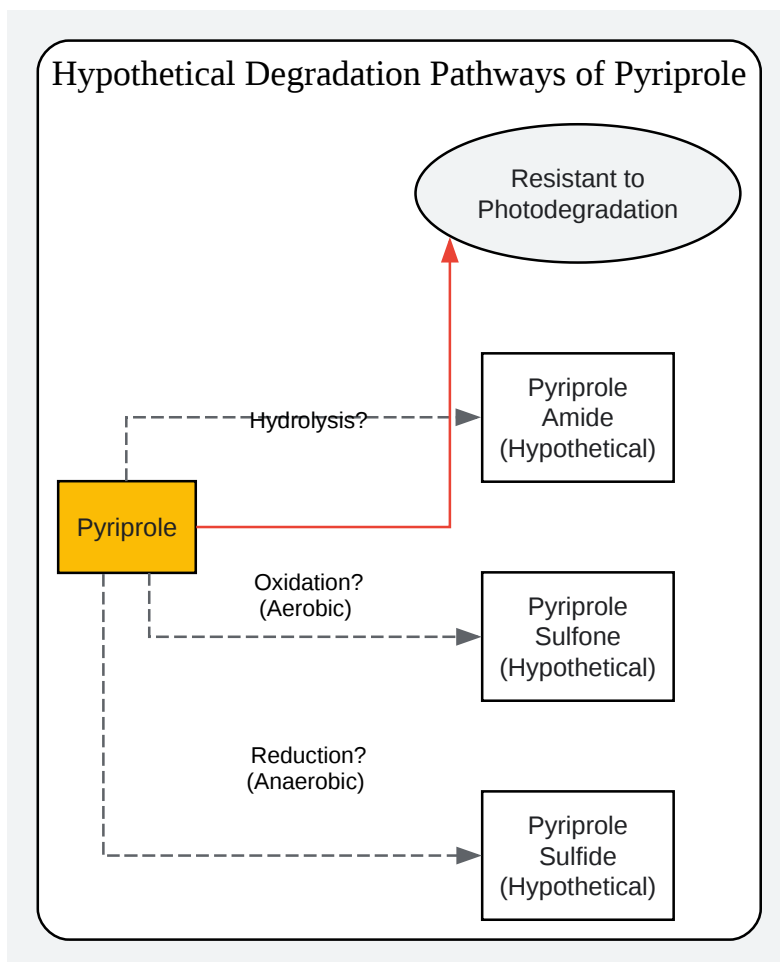 Hypothetical Degradation Pathways of Pyriprole
Resistant to
Photodegradation
Pyriprole
Amide
(Hypothetical)
Hydrolysis?
Pyriprole
Oxidation?
(Aerobic)
Pyriprole
Sulfone
(Hypothetical)
Reduction?
(Anaerobic)
Pyriprole
Sulfide
(Hypothetical)